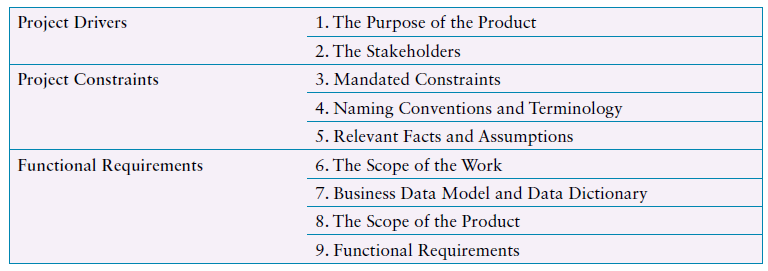 Project Drivers 1. The Purpose of the Product
2. The Stakeholders
Project Constraints 3. Mandated Constraints
4. Naming Conventions and Terminology
5. Relevant Facts and Assumptions
Functional Requirements 6. The Scope of the Work
7. Business Data Model and Data Dictionary
8. The Scope of the Product
9. Functional Requirements